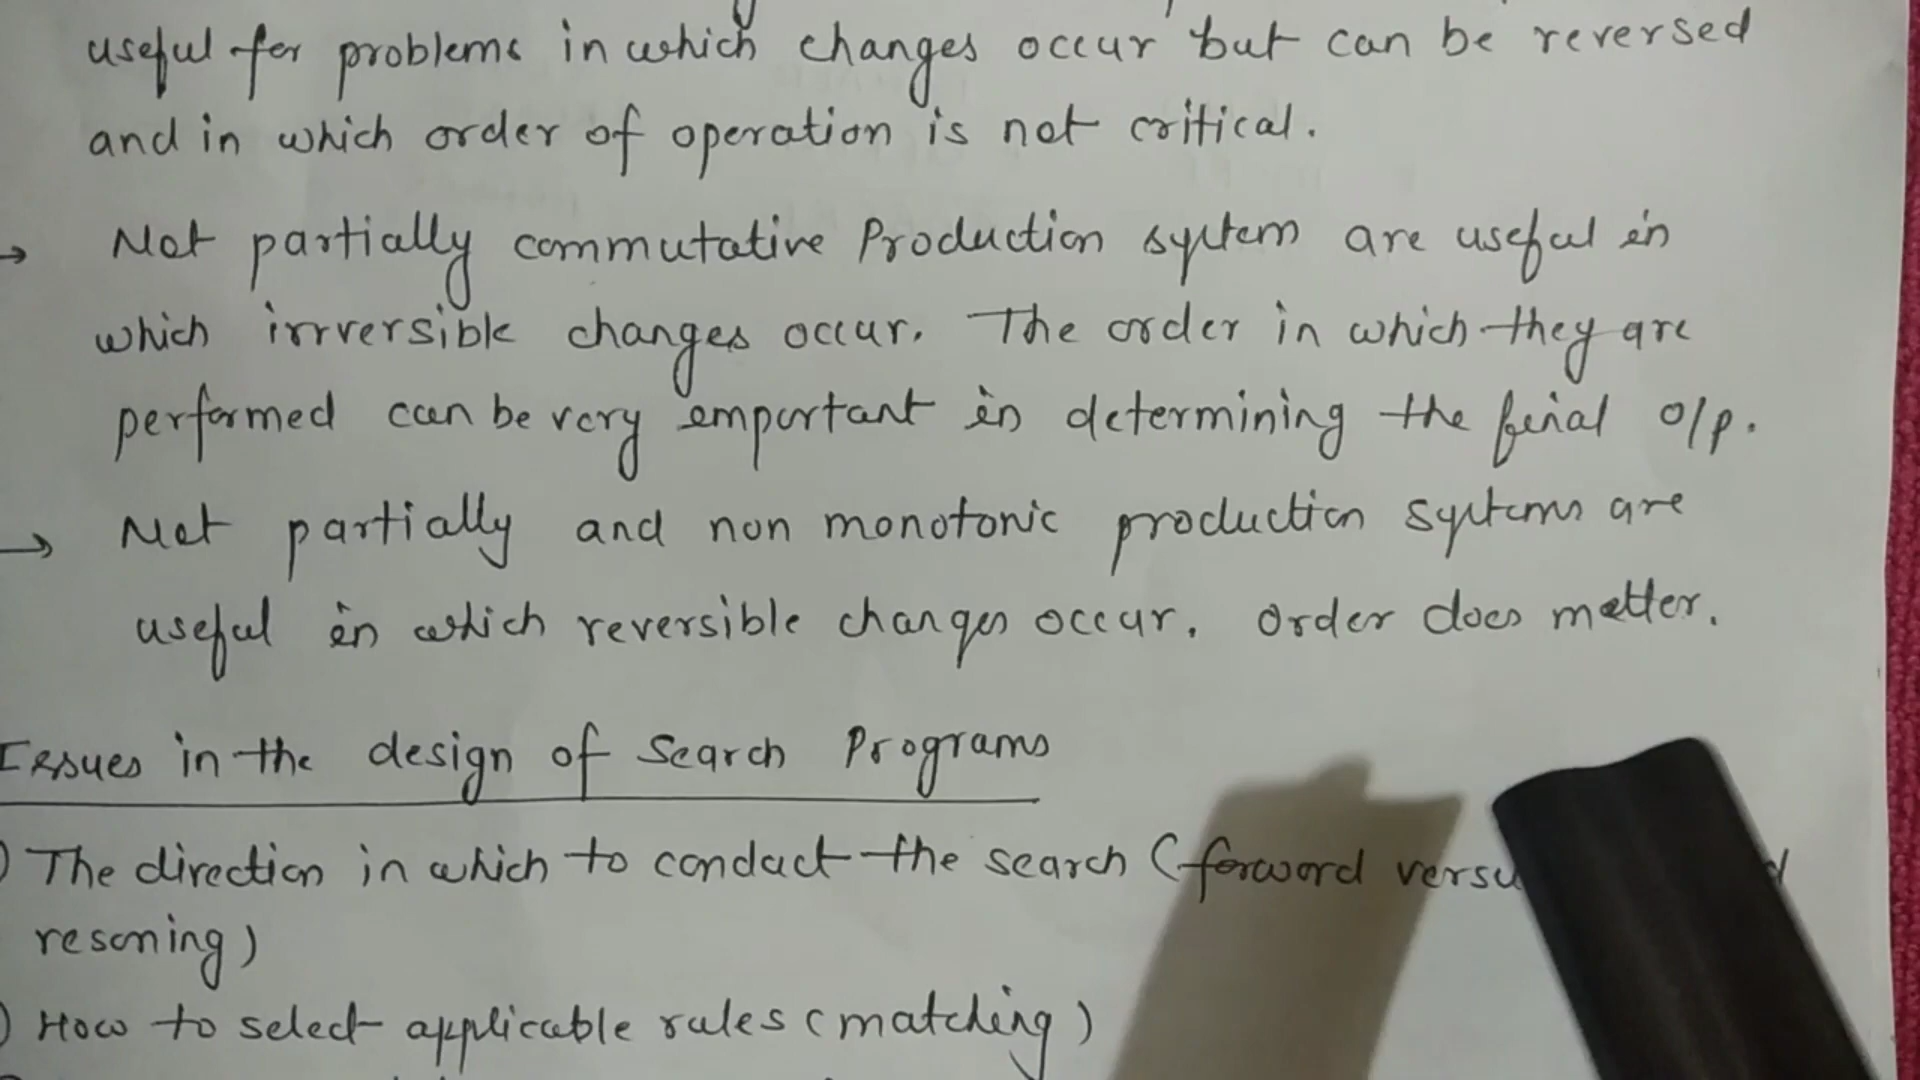 useful for problems in which changes occur but can be reversed
and in which order of operation is not critical.
→ Not partially commutative Production system are useful in
which irrversible changes occur. The order in which they are
performed can be very emportant in determining the final o/p.
→ Not partially and non monotonic production systems are
useful in which reversible changes occur. Order does matter.
Issues in the design of Search Programs
) The direction in which to conduct the search (forword
resoning)
) How to select applicable rules (matching)